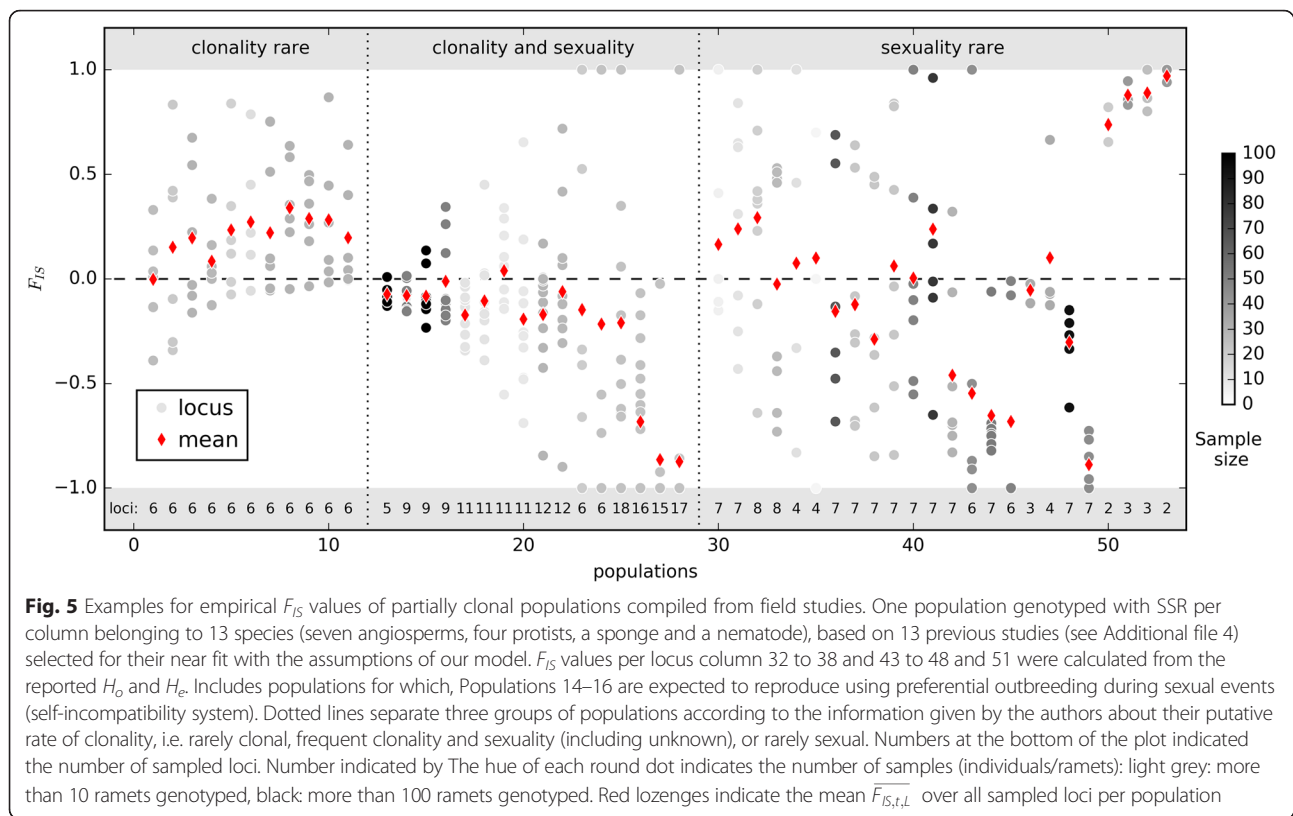 clonality rare
clonality and sexuality
sexuality rare
1.0
0.5
0.0
−0.5
−1.0
F_IS
locus
mean
100
90
80
70
60
50
40
30
20
10
0
Sample
size
loci: 6 6 6 6 6 6 6 6 6 6 6 5 9 9 9 11 11 11 11 12 12 6 6 18 16 15 17 7 7 8 8 4 4 7 7 7 7 7 7 7 6 7 6 3 4 7 7 2 3 3 2
0 10 20 30 40 50
populations
Fig. 5 Examples for empirical F_IS values of partially clonal populations compiled from field studies. One population genotyped with SSR per
column belonging to 13 species (seven angiosperms, four protists, a sponge and a nematode), based on 13 previous studies (see Additional file 4)
selected for their near fit with the assumptions of our model. F_IS values per locus column 32 to 38 and 43 to 48 and 51 were calculated from the
reported H_o and H_e. Includes populations for which, Populations 14–16 are expected to reproduce using preferential outbreeding during sexual events
(self-incompatibility system). Dotted lines separate three groups of populations according to the information given by the authors about their putative
rate of clonality, i.e. rarely clonal, frequent clonality and sexuality (including unknown), or rarely sexual. Numbers at the bottom of the plot indicated
the number of sampled loci. Number indicated by The hue of each round dot indicates the number of samples (individuals/ramets): light grey: more
than 10 ramets genotyped, black: more than 100 ramets genotyped. Red lozenges indicate the mean F_IS,t,L over all sampled loci per population